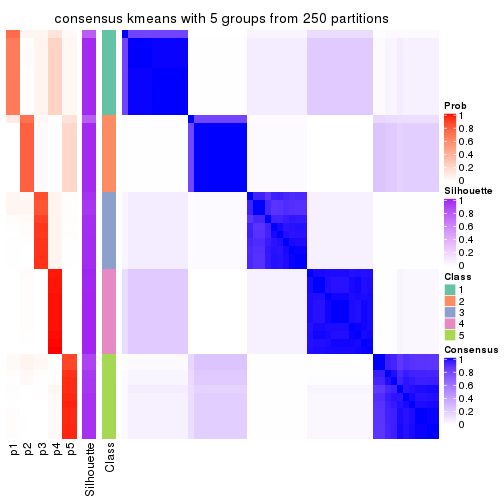 consensus kmeans with 5 groups from 250 partitions
Prob
1
0.8
0.6
0.4
0.2
0
Silhouette
1
0.8
0.6
0.4
0.2
0
Class
1
2
3
4
5
Consensus
1
0.8
0.6
0.4
0.2
0
p1
p2
p3
p4
p5
Silhouette
Class